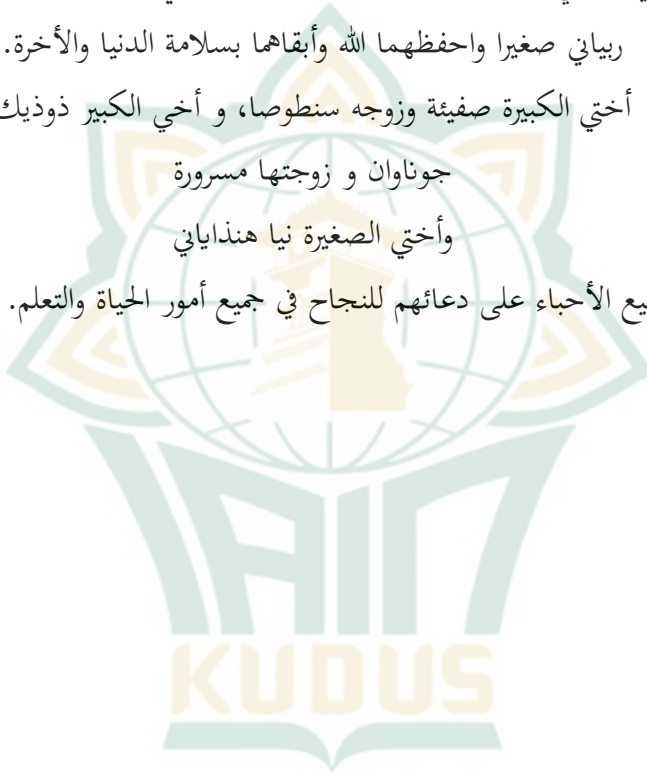 ربياني صغيرا واحفظهما الله وأبقاهما بسلامة الدنيا والأخرة.
أختي الكبيرة صفيئة وزوجه سنطوصا، و أخي الكبير ذوذيك
جوناوان و زوجتها مسرورة
وأختي الصغيرة نيا هنذاياني
الأحباء على دعائهم للنجاح في جميع أمور الحياة والتعلم.
IAIN
KUDUS